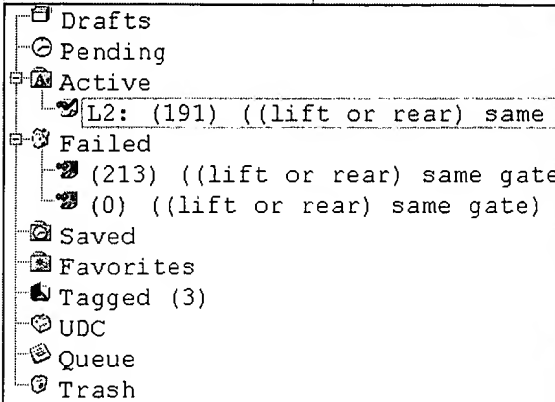 Drafts
Pending
Active
L2: (191) ((lift or rear) same
Failed
(213) ((lift or rear) same gate
(0) ((lift or rear) same gate)
Saved
Favorites
Tagged (3)
UDC
Queue
Trash